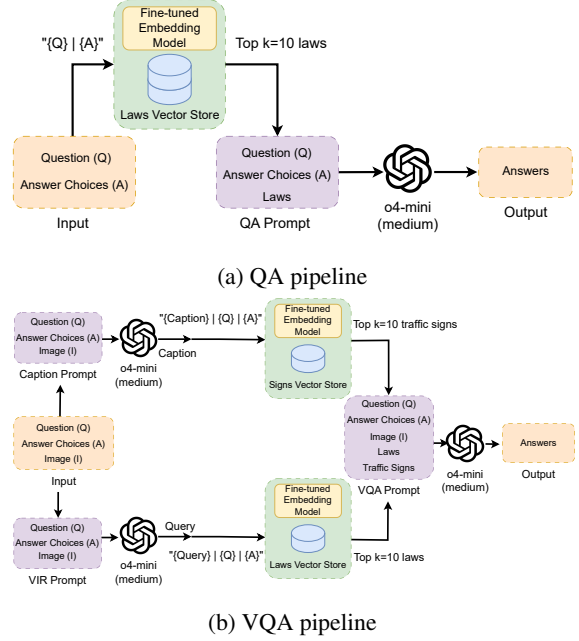 Fine-tuned
Embedding
Model
Laws Vector Store
"{Q} | {A}"
Top k=10 laws
Question (Q)
Answer Choices (A)
Input
Question (Q)
Answer Choices (A)
Laws
QA Prompt
o4-mini
(medium)
Answers
Output
(a) QA pipeline
Question (Q)
Answer Choices (A)
Image (I)
Caption Prompt
o4-mini
(medium)
"{Caption} | {Q} | {A}"
Caption
Fine-tuned
Embedding
Model
Signs Vector Store
Top k=10 traffic signs
Question (Q)
Answer Choices (A)
Image (I)
Input
Question (Q)
Answer Choices (A)
Image (I)
Laws
Traffic Signs
VQA Prompt
o4-mini
(medium)
Answers
Output
Question (Q)
Answer Choices (A)
Image (I)
VIR Prompt
o4-mini
(medium)
Query
"{Query} | {Q} | {A}"
Fine-tuned
Embedding
Model
Laws Vector Store
Top k=10 laws
(b) VQA pipeline